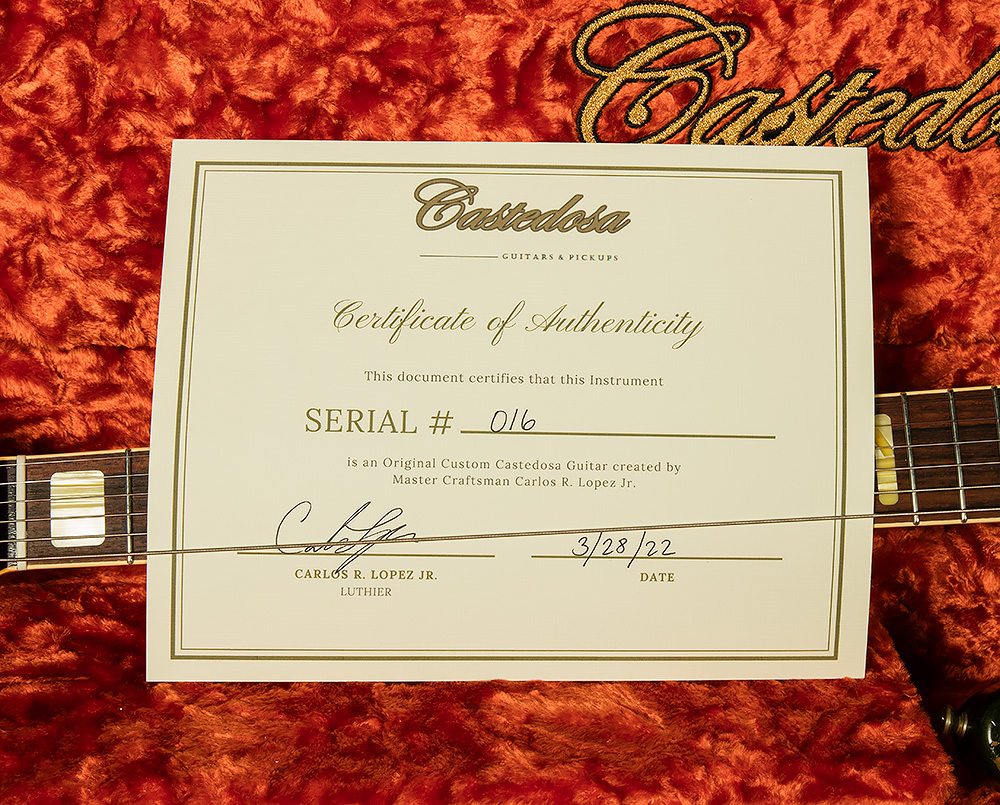 Castedosa
Castedosa
GUITARS & PICKUPS
Certificate of Authenticity
This document certifies that this Instrument
SERIAL # 016
is an Original Custom Castedosa Guitar created by
Master Craftsman Carlos R. Lopez Jr.
3/28/22
CARLOS R. LOPEZ JR. DATE
LUTHIER